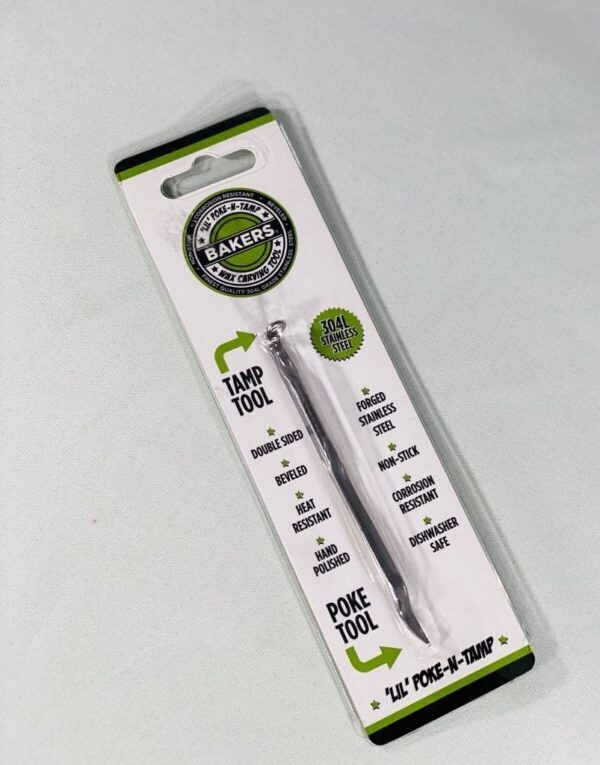 CORROSION RESISTANT • BEVELED •
NON-STICK
"LIL" POKE-N-TAMP
BAKERS
WAX CARVING TOOL
FINEST QUALITY 304L GRADE STAINLESS STEEL
304L
STAINLESS
STEEL
TAMP
TOOL
DOUBLE SIDED
BEVELED
HEAT
RESISTANT
HAND
POLISHED
FORGED
STAINLESS
STEEL
NON-STICK
CORROSION
RESISTANT
DISHWASHER
SAFE
POKE
TOOL
"LIL" POKE-N-TAMP